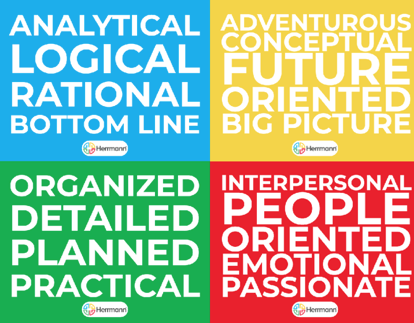 ANALYTICAL
LOGICAL
RATIONAL
BOTTOM LINE
Herrmann
ADVENTUROUS
CONCEPTUAL
FUTURE
ORIENTED
BIG PICTURE
Herrmann
ORGANIZED
DETAILED
PLANNED
PRACTICAL
Herrmann
INTERPERSONAL
PEOPLE
ORIENTED
EMOTIONAL
PASSIONATE
Herrmann